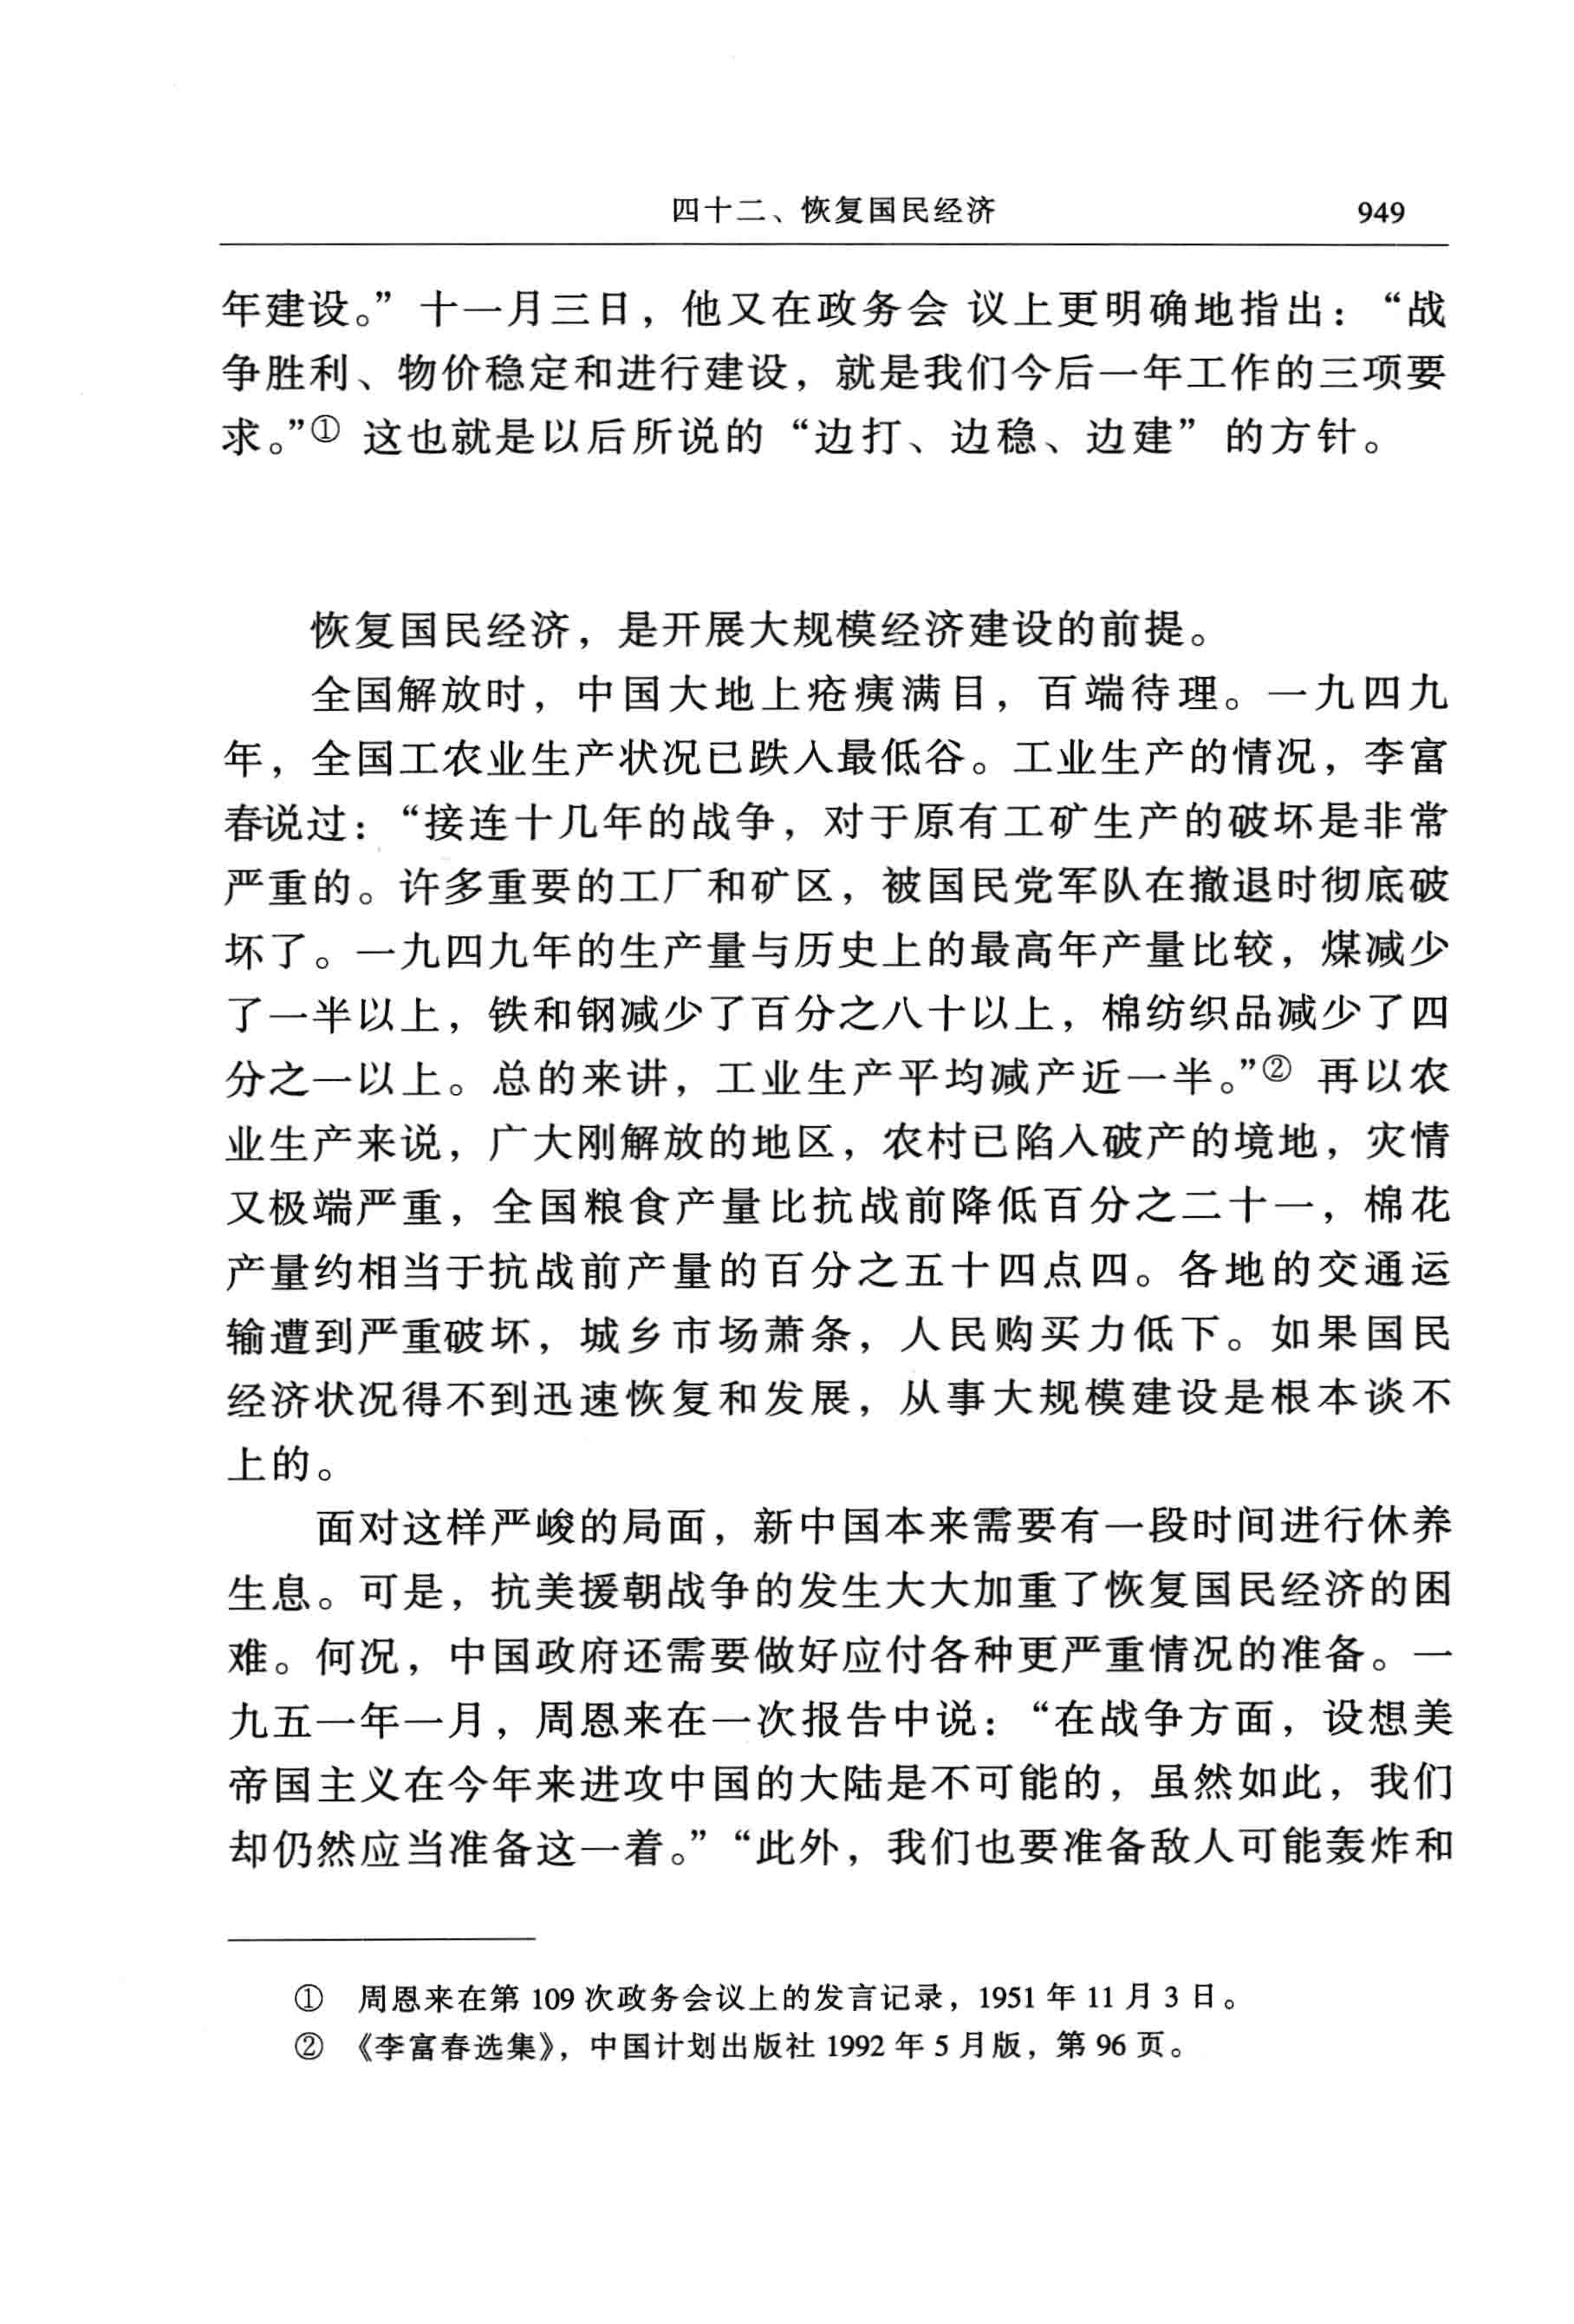 四十二、恢复国民经济 949
年建设。”十一月三日，他又在政务会议上更明确地指出：“战
争胜利、物价稳定和进行建设，就是我们今后一年工作的三项要
求。”① 这也就是以后所说的“边打、边稳、边建”的方针。
恢复国民经济，是开展大规模经济建设的前提。
全国解放时，中国大地上疮痍满目，百端待理。一九四九
年，全国工农业生产状况已跌入最低谷。工业生产的情况，李富
春说过：“接连十几年的战争，对于原有工矿生产的破坏是非常
严重的。许多重要的工厂和矿区，被国民党军队在撤退时彻底破
坏了。一九四九年的生产量与历史上的最高年产量比较，煤减少
了一半以上，铁和钢减少了百分之八十以上，棉纺织品减少了四
分之一以上。总的来讲，工业生产平均减产近一半。”② 再以农
业生产来说，广大刚解放的地区，农村已陷入破产的境地，灾情
又极端严重，全国粮食产量比抗战前降低百分之二十一，棉花
产量约相当于抗战前产量的百分之五十四点四。各地的交通运
输遭到严重破坏，城乡市场萧条，人民购买力低下。如果国民
经济状况得不到迅速恢复和发展，从事大规模建设是根本谈不
上的。
面对这样严峻的局面，新中国本来需要有一段时间进行休养
生息。可是，抗美援朝战争的发生大大加重了恢复国民经济的困
难。何况，中国政府还需要做好应付各种更严重情况的准备。一
九五一年一月，周恩来在一次报告中说：“在战争方面，设想美
帝国主义在今年来进攻中国的大陆是不可能的，虽然如此，我们
却仍然应当准备这一着。”“此外，我们也要准备敌人可能轰炸和
① 周恩来在第 109 次政务会议上的发言记录，1951 年 11 月 3 日。
② 《李富春选集》，中国计划出版社 1992 年 5 月版，第 96 页。